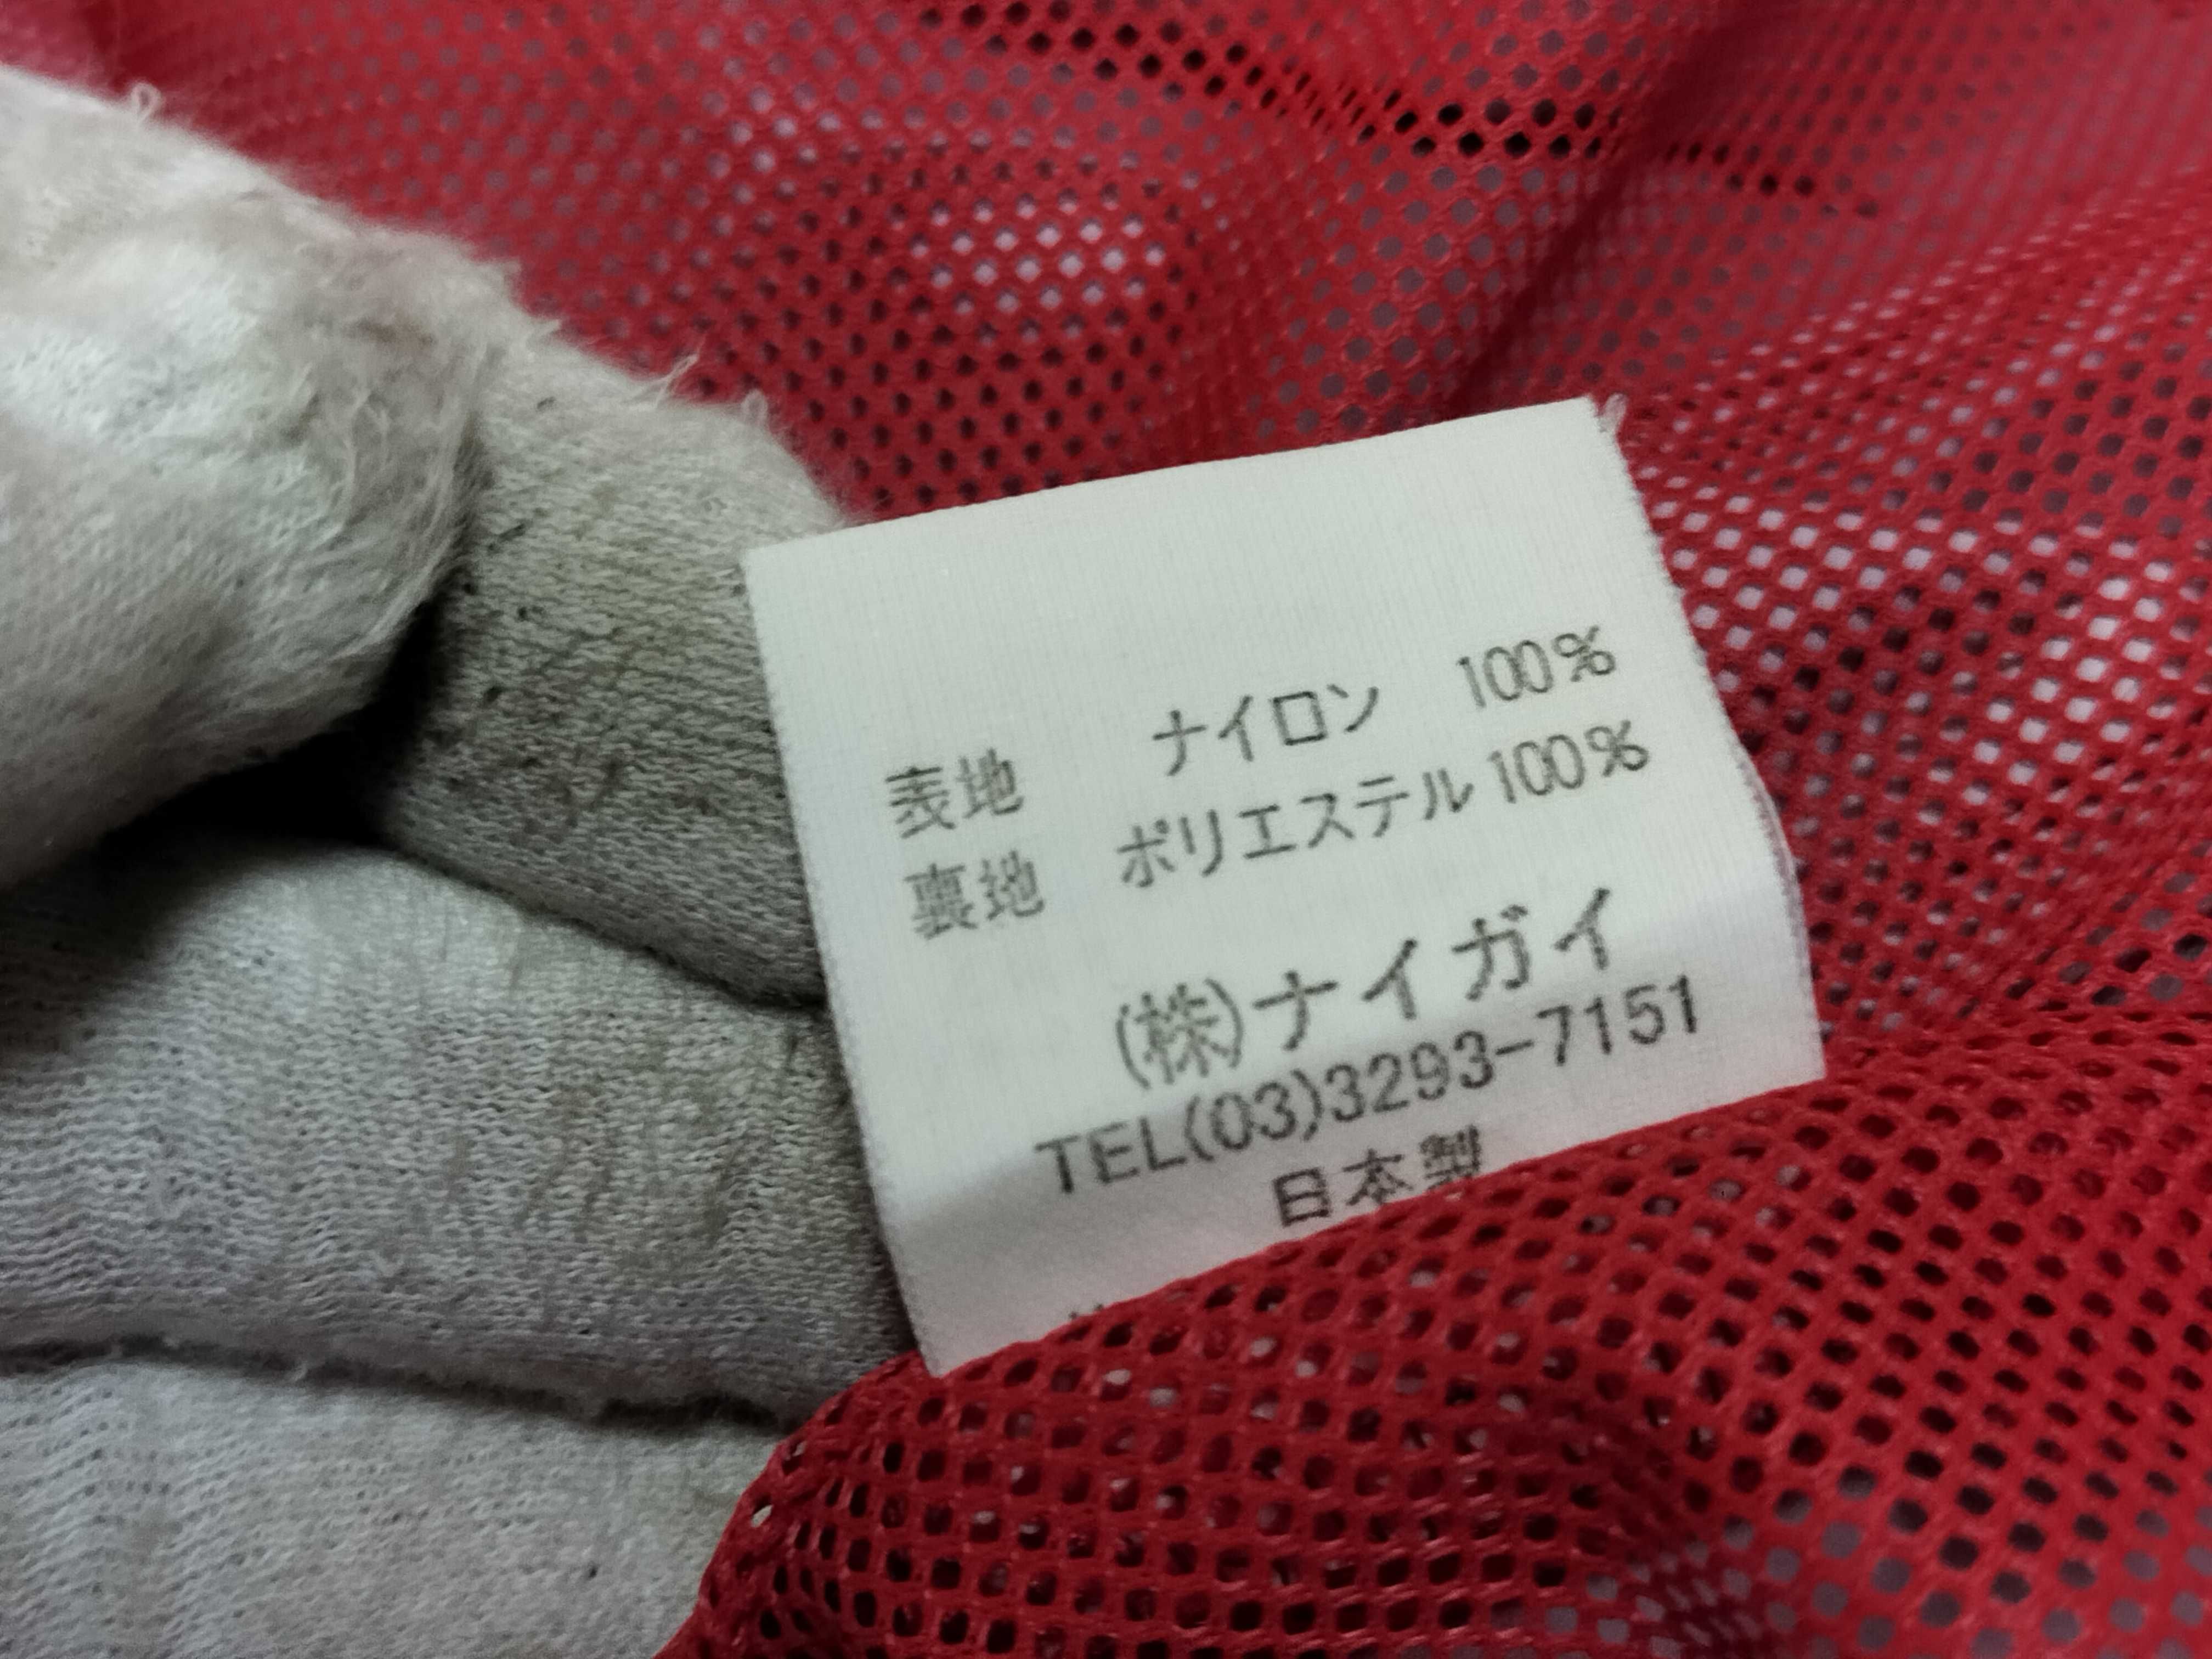 表地 ナイロン 100%
裏地 ポリエステル 100%
(株)ナイガイ
TEL(03)3293-7151
日本製